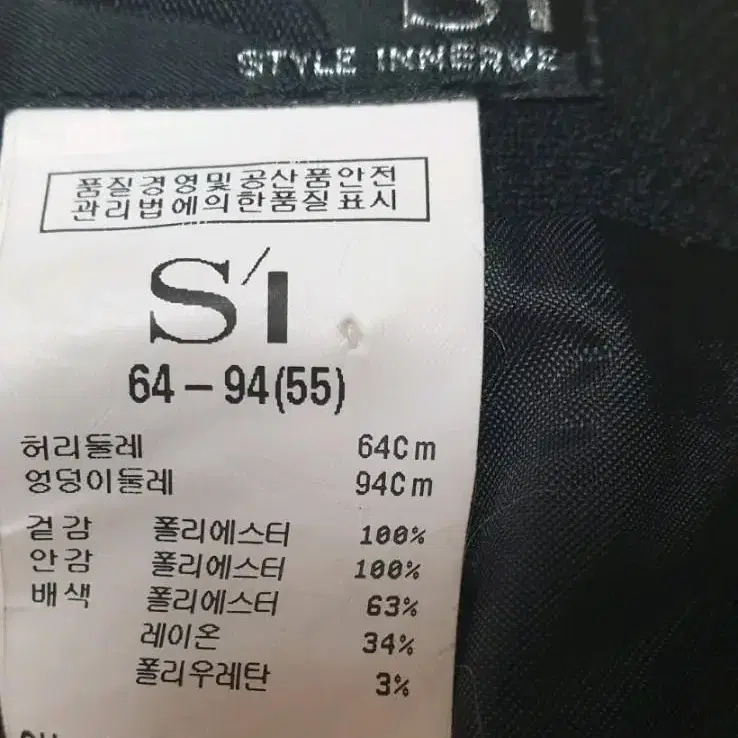 STYLE INNERVE
품질경영및공산품안전
관리법에의한품질표시
S'I
64-94(55)
허리둘레 64Cm
엉덩이둘레 94Cm
겉감 폴리에스터 100%
안감 폴리에스터 100%
배색 폴리에스터 63%
레이온 34%
폴리우레탄 3%